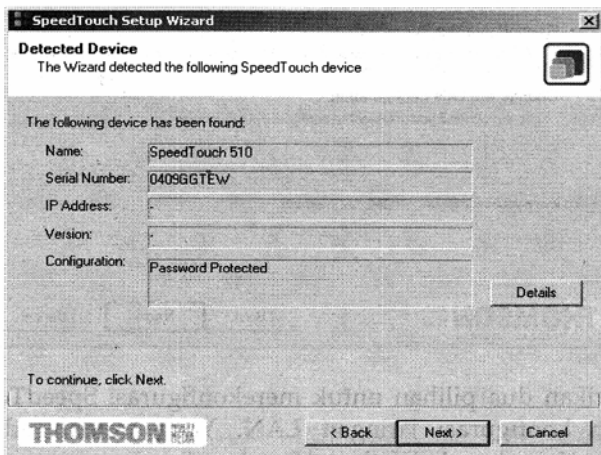 SpeedTouch Setup Wizard
Detected Device
The Wizard detected the following SpeedTouch device
The following device has been found:
Name: SpeedTouch 510
Serial Number: 0409GGTEW
IP Address: -
Version: -
Configuration: Password Protected
Details
To continue, click Next.
THOMSON
< Back Next > Cancel